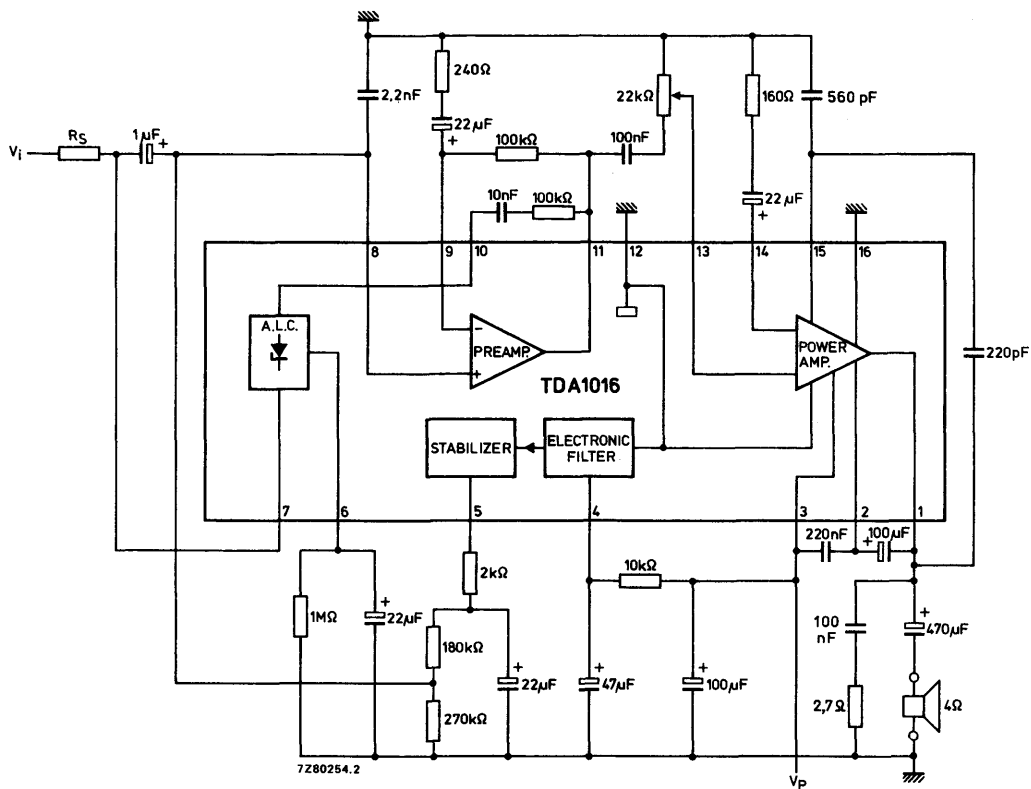 240Ω
2,2nF
22kΩ
160Ω
560 pF
1µF
+
RS
Vi
22µF
+
100kΩ
100nF
10nF
100kΩ
22µF
+
8
9
10
11
12
13
14
15
16
A.L.C.
-
PREAMP.
+
POWER
AMP.
220pF
TDA1016
STABILIZER
ELECTRONIC
FILTER
7
6
5
4
3
2
1
220nF
+
100µF
2kΩ
10kΩ
1MΩ
+
22µF
180kΩ
+
22µF
+
47µF
+
100µF
100
nF
+
470µF
270kΩ
2,7Ω
4Ω
7Z80254.2
VP